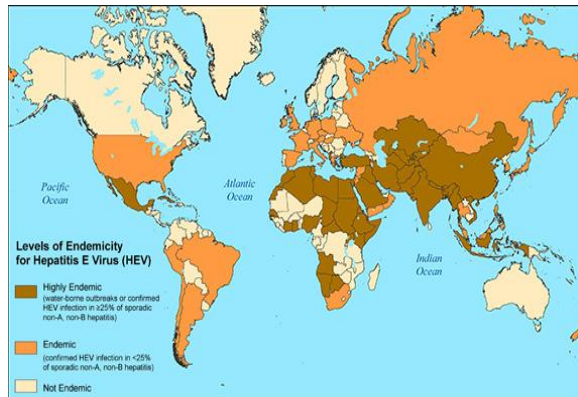 Pacific
Ocean
Atlantic
Ocean
Indian
Ocean
Levels of Endemicity
for Hepatitis E Virus (HEV)
Highly Endemic
(water-borne outbreaks or confirmed
HEV infection in ≥25% of sporadic
non-A, non-B hepatitis)
Endemic
(confirmed HEV infection in <25%
of sporadic non-A, non-B hepatitis)
Not Endemic